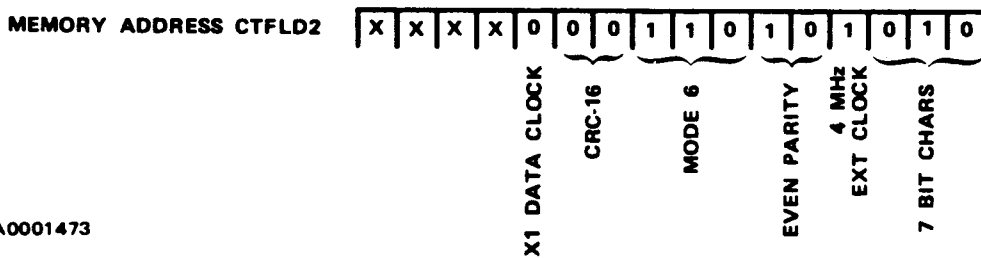 MEMORY ADDRESS CTFLD2 X X X X 0 0 0 1 1 0 1 0 1 0 1 0
X1 DATA CLOCK
CRC-16
MODE 6
EVEN PARITY
4 MHz
EXT CLOCK
7 BIT CHARS
A0001473